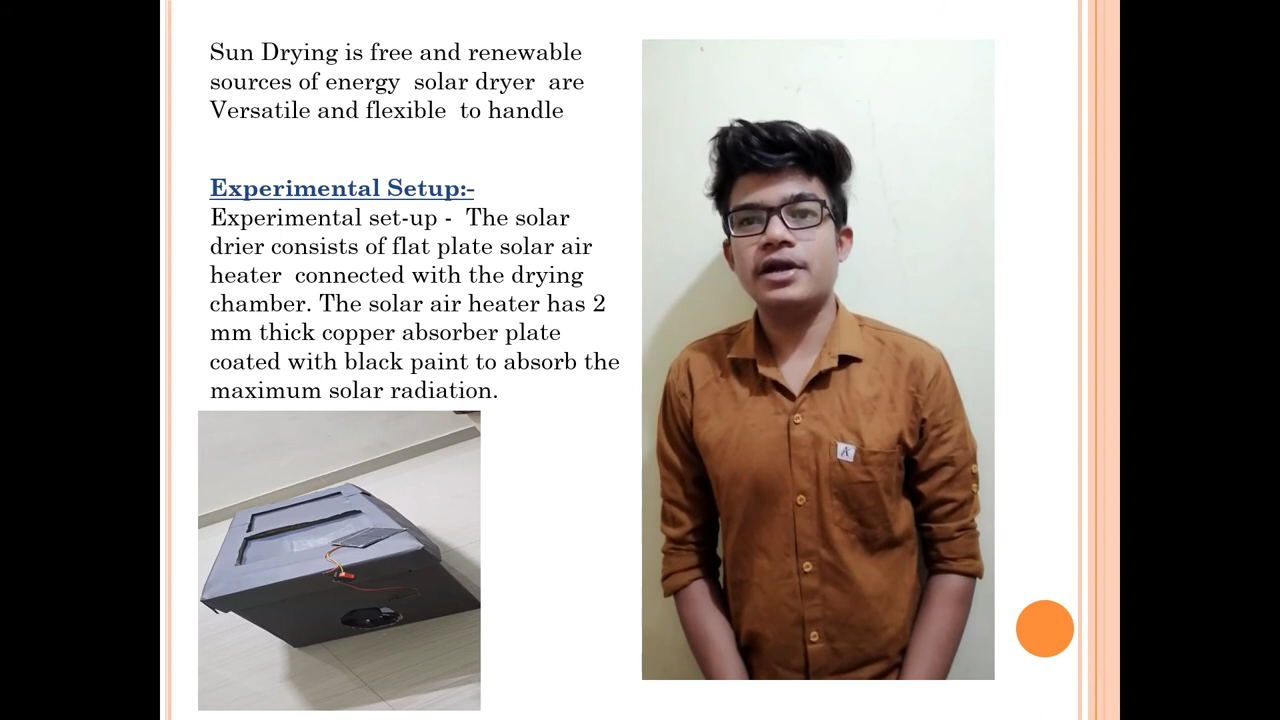 Sun Drying is free and renewable
sources of energy  solar dryer  are
Versatile and flexible  to handle
Experimental Setup:-
Experimental set-up -  The solar
drier consists of flat plate solar air
heater  connected with the drying
chamber. The solar air heater has 2
mm thick copper absorber plate
coated with black paint to absorb the
maximum solar radiation.
A